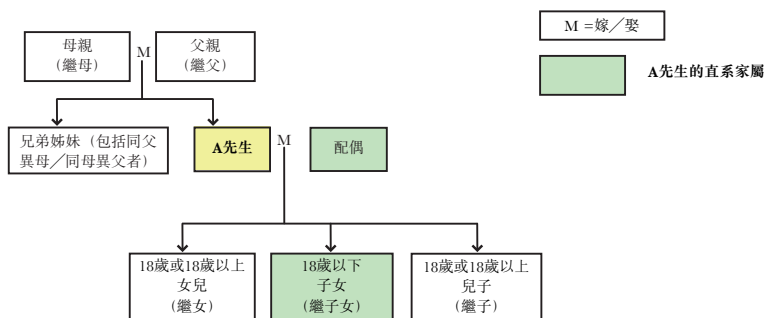 M =嫁／娶
A先生的直系家屬
母親
（繼母）
M
父親
（繼父）
兄弟姊妹（包括同父
異母／同母異父者）
A先生
M
配偶
18歲或18歲以上
女兒
（繼女）
18歲以下
子女
（繼子女）
18歲或18歲以上
兒子
（繼子）